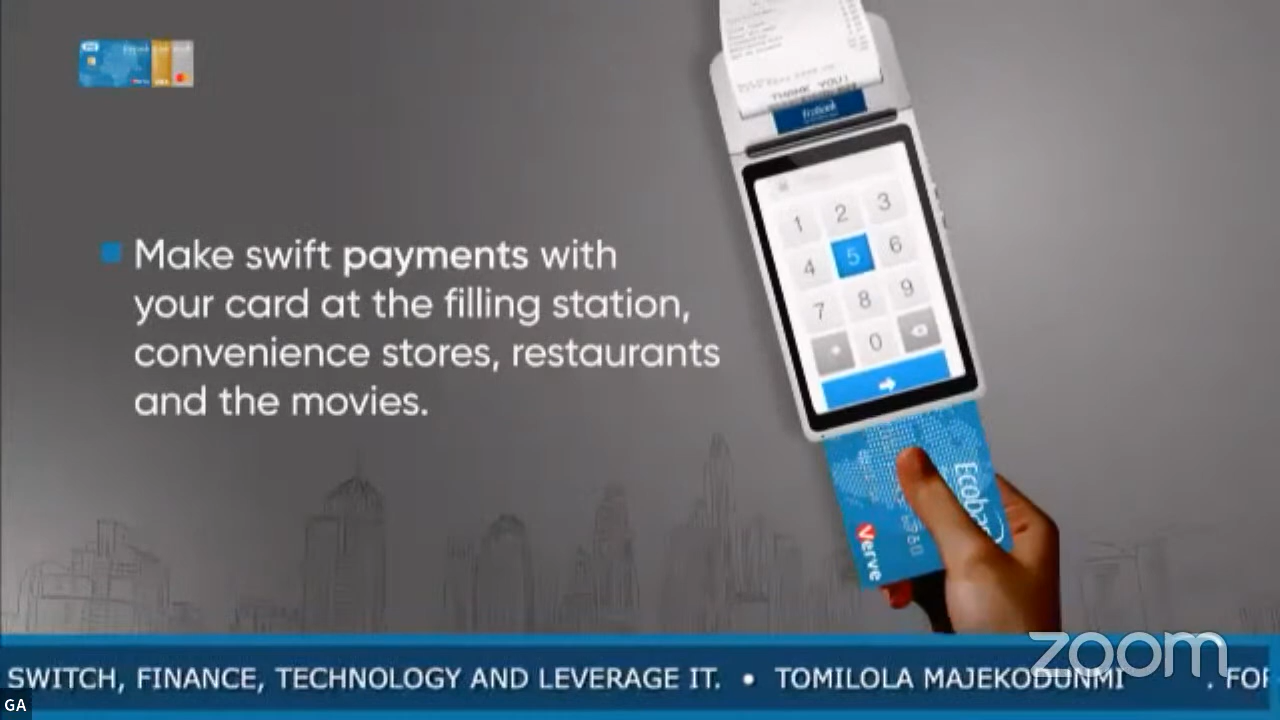 THANK YOU!
Ecobank
1 2 3
4 5 6
7 8 9
0
Make swift payments with
your card at the filling station,
convenience stores, restaurants
and the movies.
Verve
SWITCH, FINANCE, TECHNOLOGY AND LEVERAGE IT. • TOMILOLA MAJEKODUNMI . FOR
zoom
GA